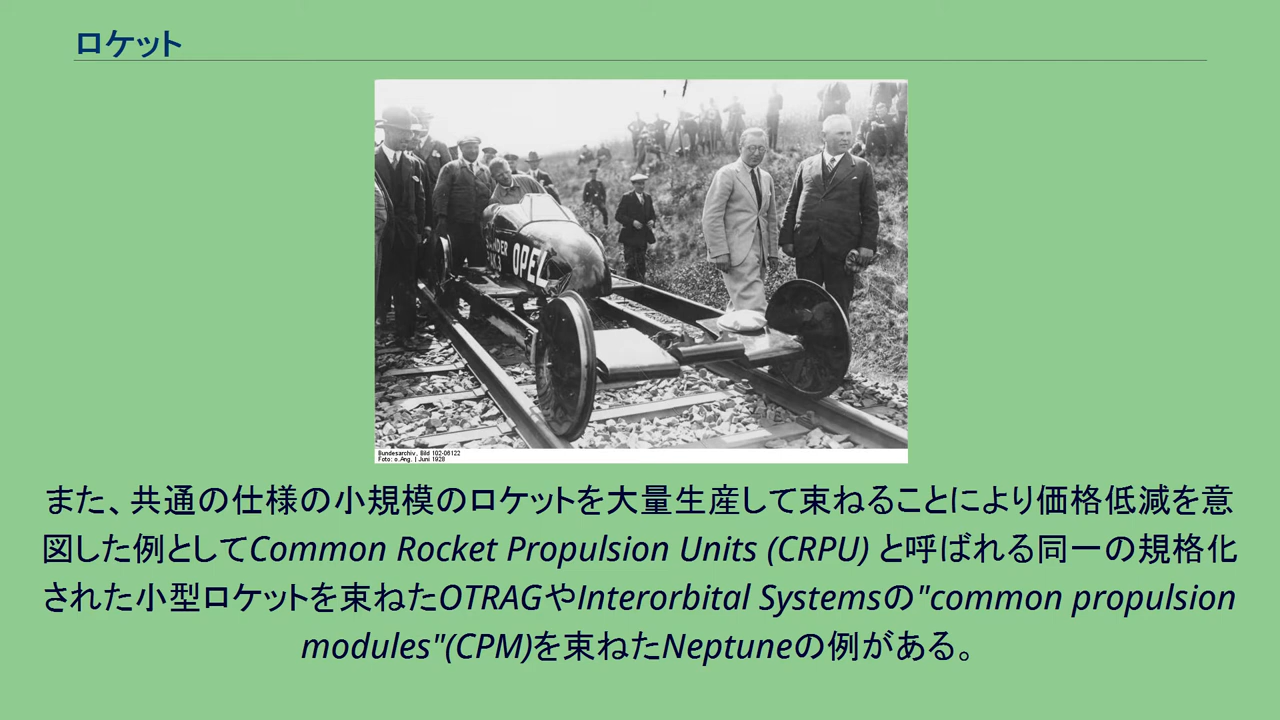 ロケット
ANDER
OPEL
Bundesarchiv, Bild 102-06122
Foto: o.Ang. | Juni 1928
また、共通の仕様の小規模のロケットを大量生産して束ねることにより価格低減を意
図した例としてCommon Rocket Propulsion Units (CRPU) と呼ばれる同一の規格化
された小型ロケットを束ねたOTRAGやInterorbital Systemsの"common propulsion
modules"(CPM)を束ねたNeptuneの例がある。